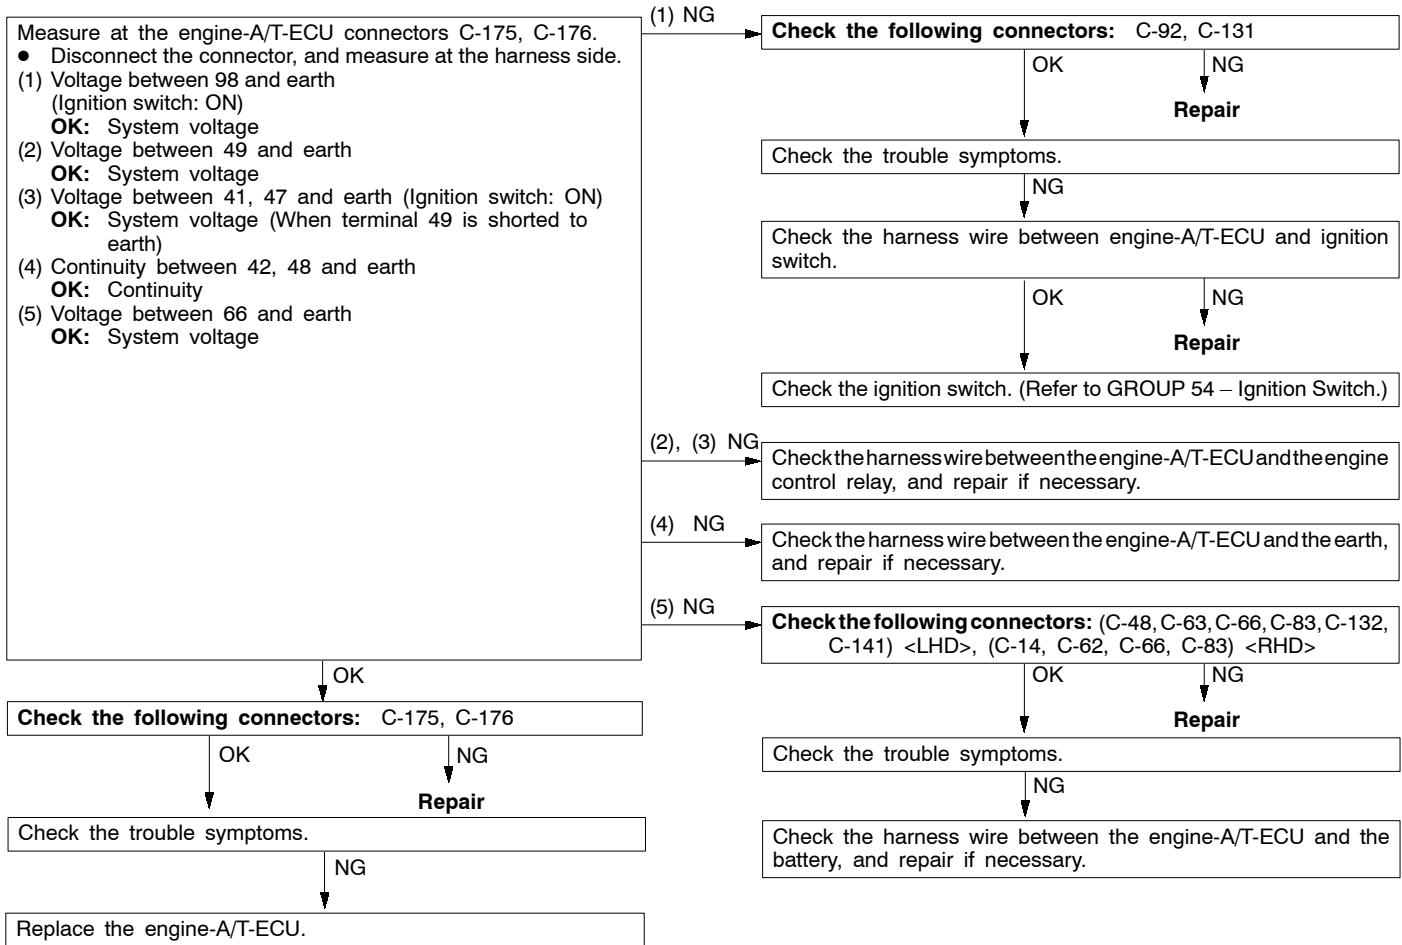 Measure at the engine-A/T-ECU connectors C-175, C-176.
● Disconnect the connector, and measure at the harness side.
(1) Voltage between 98 and earth
(Ignition switch: ON)
OK: System voltage
(2) Voltage between 49 and earth
OK: System voltage
(3) Voltage between 41, 47 and earth (Ignition switch: ON)
OK: System voltage (When terminal 49 is shorted to
earth)
(4) Continuity between 42, 48 and earth
OK: Continuity
(5) Voltage between 66 and earth
OK: System voltage
(1) NG
Check the following connectors: C-92, C-131
OK
NG
Repair
Check the trouble symptoms.
NG
Check the harness wire between engine-A/T-ECU and ignition
switch.
OK
NG
Repair
Check the ignition switch. (Refer to GROUP 54 – Ignition Switch.)
(2), (3) NG
Check the harness wire between the engine-A/T-ECU and the engine
control relay, and repair if necessary.
(4) NG
Check the harness wire between the engine-A/T-ECU and the earth,
and repair if necessary.
(5) NG
Check the following connectors: (C-48, C-63, C-66, C-83, C-132,
C-141) <LHD>, (C-14, C-62, C-66, C-83) <RHD>
OK
NG
Repair
Check the trouble symptoms.
NG
Check the harness wire between the engine-A/T-ECU and the
battery, and repair if necessary.
OK
Check the following connectors: C-175, C-176
OK
NG
Repair
Check the trouble symptoms.
NG
Replace the engine-A/T-ECU.